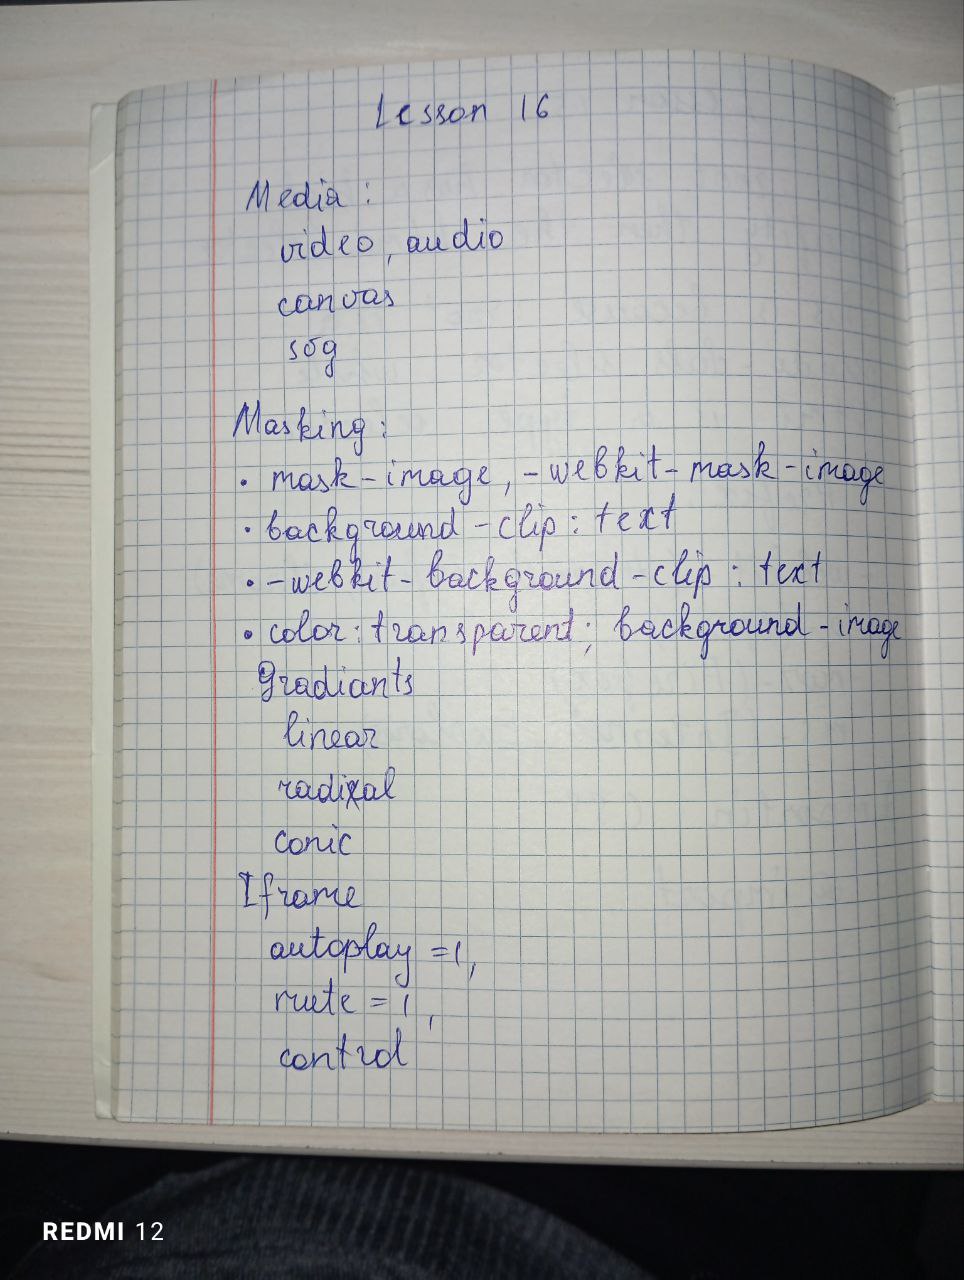 Lesson 16
Media :
video, audio
canvas
svg
Masking :
• mask-image, -webkit-mask-image
• background-clip : text
• -webkit-background-clip : text
• color : transparent; background-image
gradiants
linear
radial
conic
Iframe
autoplay = 1,
mute = 1,
control
REDMI 12